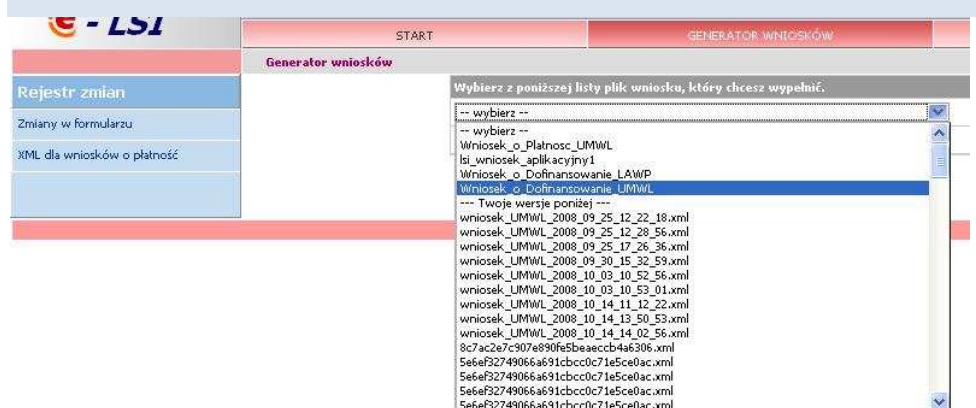 e - LSI
START
GENERATOR WNIOSKÓW
Generator wniosków
Rejestr zmian
Zmiany w formularzu
XML dla wniosków o płatność
Wybierz z poniższej listy plik wniosku, który chcesz wypełnić.
-- wybierz --
-- wybierz --
Wniosek_o_Platnosc_UMWL
lsi_wniosek_aplikacyjny1
Wniosek_o_Dofinansowanie_LAWP
Wniosek_o_Dofinansowanie_UMWL
--- Twoje wersje poniżej ---
wniosek_UMWL_2008_09_25_12_22_18.xml
wniosek_UMWL_2008_09_25_12_28_56.xml
wniosek_UMWL_2008_09_25_17_26_36.xml
wniosek_UMWL_2008_09_30_15_32_59.xml
wniosek_UMWL_2008_10_03_10_52_56.xml
wniosek_UMWL_2008_10_03_10_53_01.xml
wniosek_UMWL_2008_10_14_11_12_22.xml
wniosek_UMWL_2008_10_14_13_50_53.xml
wniosek_UMWL_2008_10_14_14_02_56.xml
8c7ac2e7c907e890fe5beaeccb4a6306.xml
5e6ef32749066a691cbcc0c71e5ce0ac.xml
5e6ef32749066a691cbcc0c71e5ce0ac.xml
5e6ef32749066a691cbcc0c71e5ce0ac.xml
5e6ef32749066a691cbcc0c71e5ce0ac.xml